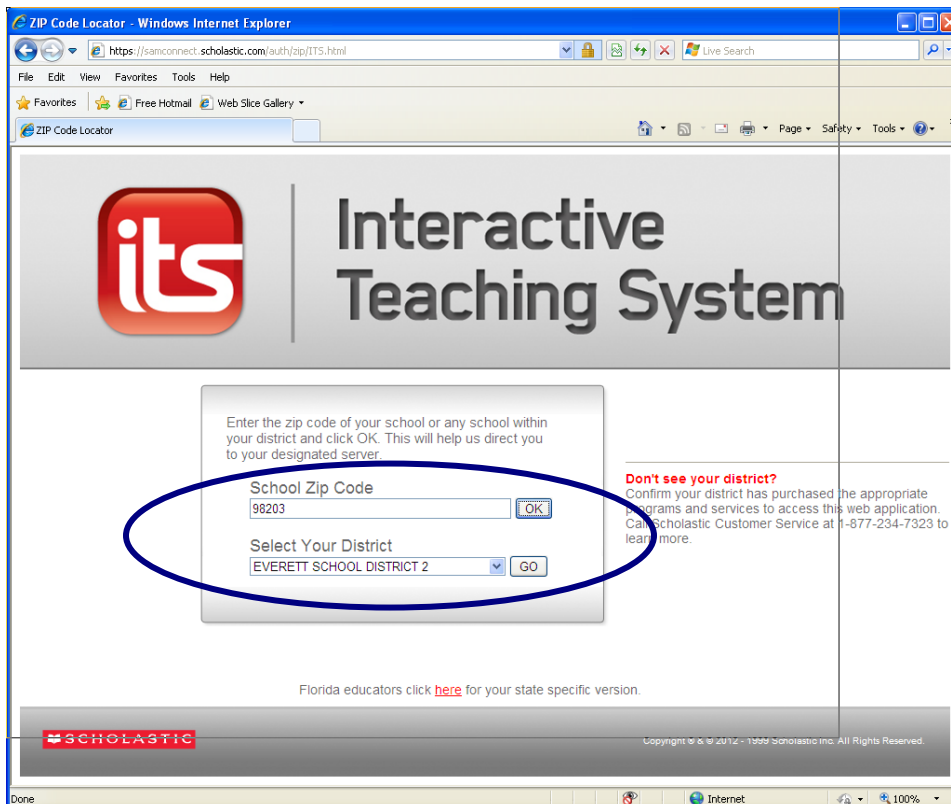 ZIP Code Locator - Windows Internet Explorer
https://samconnect.scholastic.com/auth/zip/ITS.html
Live Search
File Edit View Favorites Tools Help
Favorites Free Hotmail Web Slice Gallery
ZIP Code Locator
Page Safety Tools
its
Interactive
Teaching System
Enter the zip code of your school or any school within
your district and click OK. This will help us direct you
to your designated server.
School Zip Code
98203 OK
Select Your District
EVERETT SCHOOL DISTRICT 2 GO
Don't see your district?
Confirm your district has purchased the appropriate
programs and services to access this web application.
Call Scholastic Customer Service at 1-877-234-7323 to
learn more.
Florida educators click here for your state specific version.
SCHOLASTIC
Copyright ® & © 2012 - 1999 Scholastic Inc. All Rights Reserved.
Done Internet 100%